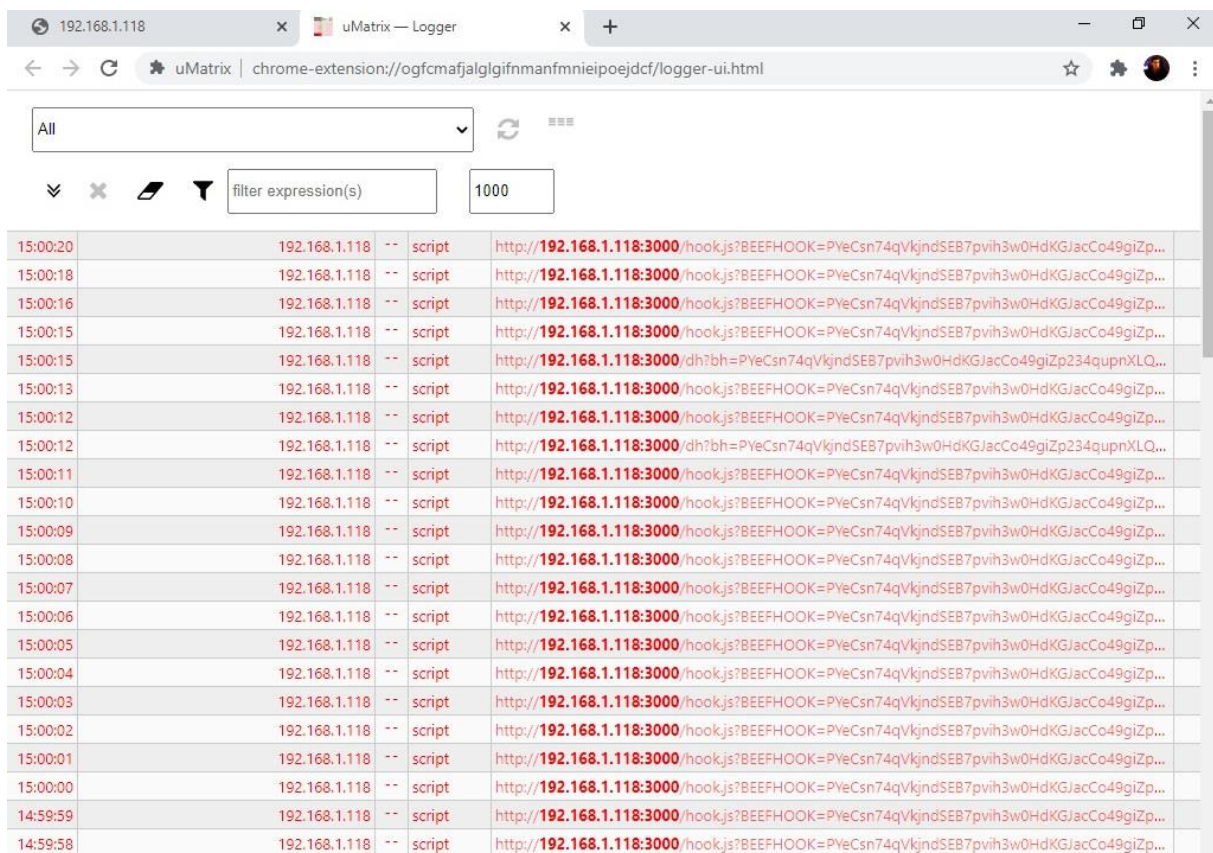 192.168.1.118 uMatrix — Logger
uMatrix | chrome-extension://ogfcmafjalglgifnmanfmnieipoejdcf/logger-ui.html
All
filter expression(s) 1000
15:00:20 192.168.1.118 -- script http://192.168.1.118:3000/hook.js?BEEFHOOK=PYeCsn74qVkjndSEB7pvih3w0HdKGJacCo49giZp...
15:00:18 192.168.1.118 -- script http://192.168.1.118:3000/hook.js?BEEFHOOK=PYeCsn74qVkjndSEB7pvih3w0HdKGJacCo49giZp...
15:00:16 192.168.1.118 -- script http://192.168.1.118:3000/hook.js?BEEFHOOK=PYeCsn74qVkjndSEB7pvih3w0HdKGJacCo49giZp...
15:00:15 192.168.1.118 -- script http://192.168.1.118:3000/hook.js?BEEFHOOK=PYeCsn74qVkjndSEB7pvih3w0HdKGJacCo49giZp...
15:00:15 192.168.1.118 -- script http://192.168.1.118:3000/dh?bh=PYeCsn74qVkjndSEB7pvih3w0HdKGJacCo49giZp234qupnXLQ...
15:00:13 192.168.1.118 -- script http://192.168.1.118:3000/hook.js?BEEFHOOK=PYeCsn74qVkjndSEB7pvih3w0HdKGJacCo49giZp...
15:00:12 192.168.1.118 -- script http://192.168.1.118:3000/hook.js?BEEFHOOK=PYeCsn74qVkjndSEB7pvih3w0HdKGJacCo49giZp...
15:00:12 192.168.1.118 -- script http://192.168.1.118:3000/dh?bh=PYeCsn74qVkjndSEB7pvih3w0HdKGJacCo49giZp234qupnXLQ...
15:00:11 192.168.1.118 -- script http://192.168.1.118:3000/hook.js?BEEFHOOK=PYeCsn74qVkjndSEB7pvih3w0HdKGJacCo49giZp...
15:00:10 192.168.1.118 -- script http://192.168.1.118:3000/hook.js?BEEFHOOK=PYeCsn74qVkjndSEB7pvih3w0HdKGJacCo49giZp...
15:00:09 192.168.1.118 -- script http://192.168.1.118:3000/hook.js?BEEFHOOK=PYeCsn74qVkjndSEB7pvih3w0HdKGJacCo49giZp...
15:00:08 192.168.1.118 -- script http://192.168.1.118:3000/hook.js?BEEFHOOK=PYeCsn74qVkjndSEB7pvih3w0HdKGJacCo49giZp...
15:00:07 192.168.1.118 -- script http://192.168.1.118:3000/hook.js?BEEFHOOK=PYeCsn74qVkjndSEB7pvih3w0HdKGJacCo49giZp...
15:00:06 192.168.1.118 -- script http://192.168.1.118:3000/hook.js?BEEFHOOK=PYeCsn74qVkjndSEB7pvih3w0HdKGJacCo49giZp...
15:00:05 192.168.1.118 -- script http://192.168.1.118:3000/hook.js?BEEFHOOK=PYeCsn74qVkjndSEB7pvih3w0HdKGJacCo49giZp...
15:00:04 192.168.1.118 -- script http://192.168.1.118:3000/hook.js?BEEFHOOK=PYeCsn74qVkjndSEB7pvih3w0HdKGJacCo49giZp...
15:00:03 192.168.1.118 -- script http://192.168.1.118:3000/hook.js?BEEFHOOK=PYeCsn74qVkjndSEB7pvih3w0HdKGJacCo49giZp...
15:00:02 192.168.1.118 -- script http://192.168.1.118:3000/hook.js?BEEFHOOK=PYeCsn74qVkjndSEB7pvih3w0HdKGJacCo49giZp...
15:00:01 192.168.1.118 -- script http://192.168.1.118:3000/hook.js?BEEFHOOK=PYeCsn74qVkjndSEB7pvih3w0HdKGJacCo49giZp...
15:00:00 192.168.1.118 -- script http://192.168.1.118:3000/hook.js?BEEFHOOK=PYeCsn74qVkjndSEB7pvih3w0HdKGJacCo49giZp...
14:59:59 192.168.1.118 -- script http://192.168.1.118:3000/hook.js?BEEFHOOK=PYeCsn74qVkjndSEB7pvih3w0HdKGJacCo49giZp...
14:59:58 192.168.1.118 -- script http://192.168.1.118:3000/hook.js?BEEFHOOK=PYeCsn74qVkjndSEB7pvih3w0HdKGJacCo49giZp...